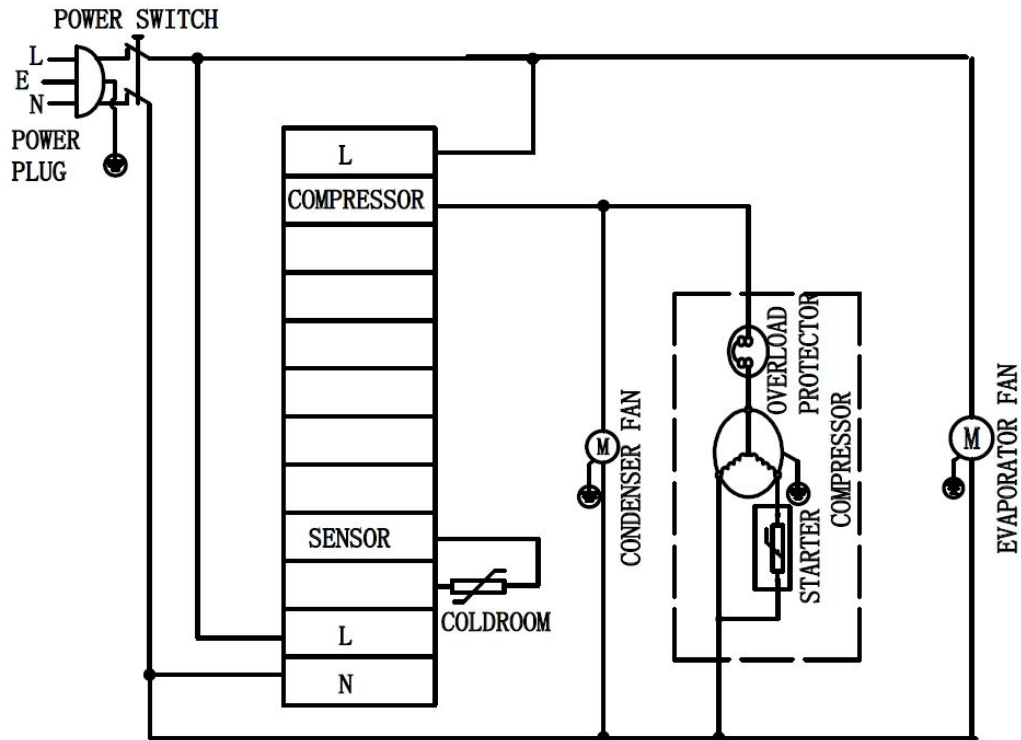 POWER SWITCH
L
E
N
POWER
PLUG
L
COMPRESSOR
SENSOR
COLDROOM
L
N
M
CONDENSER FAN
OVERLOAD
PROTECTOR
COMPRESSOR
STARTER
M
EVAPORATOR FAN